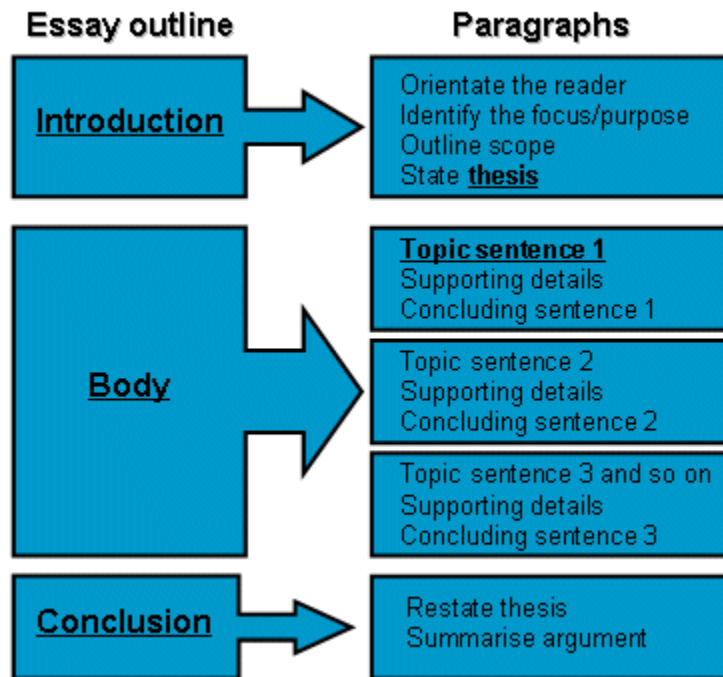 Essay outline
Paragraphs
Introduction
Orientate the reader
Identify the focus/purpose
Outline scope
State thesis
Body
Topic sentence 1
Supporting details
Concluding sentence 1
Topic sentence 2
Supporting details
Concluding sentence 2
Topic sentence 3 and so on
Supporting details
Concluding sentence 3
Conclusion
Restate thesis
Summarise argument